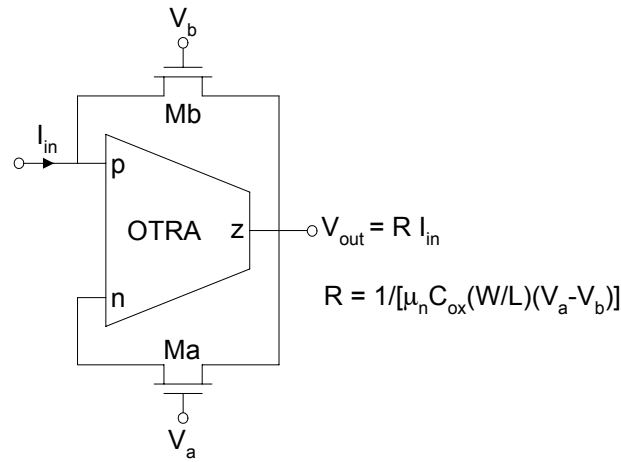 V_b
Mb
I_in
p
OTRA
z
V_out = R I_in
n
R = 1/[μ_nC_ox(W/L)(V_a-V_b)]
Ma
V_a